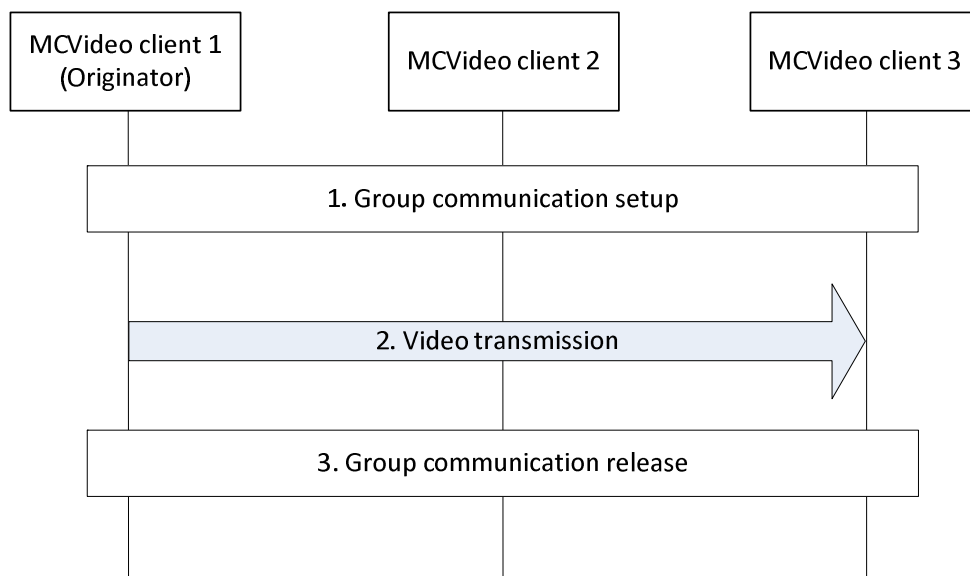 MCVideo client 1
(Originator)
MCVideo client 2
MCVideo client 3
1. Group communication setup
2. Video transmission
3. Group communication release